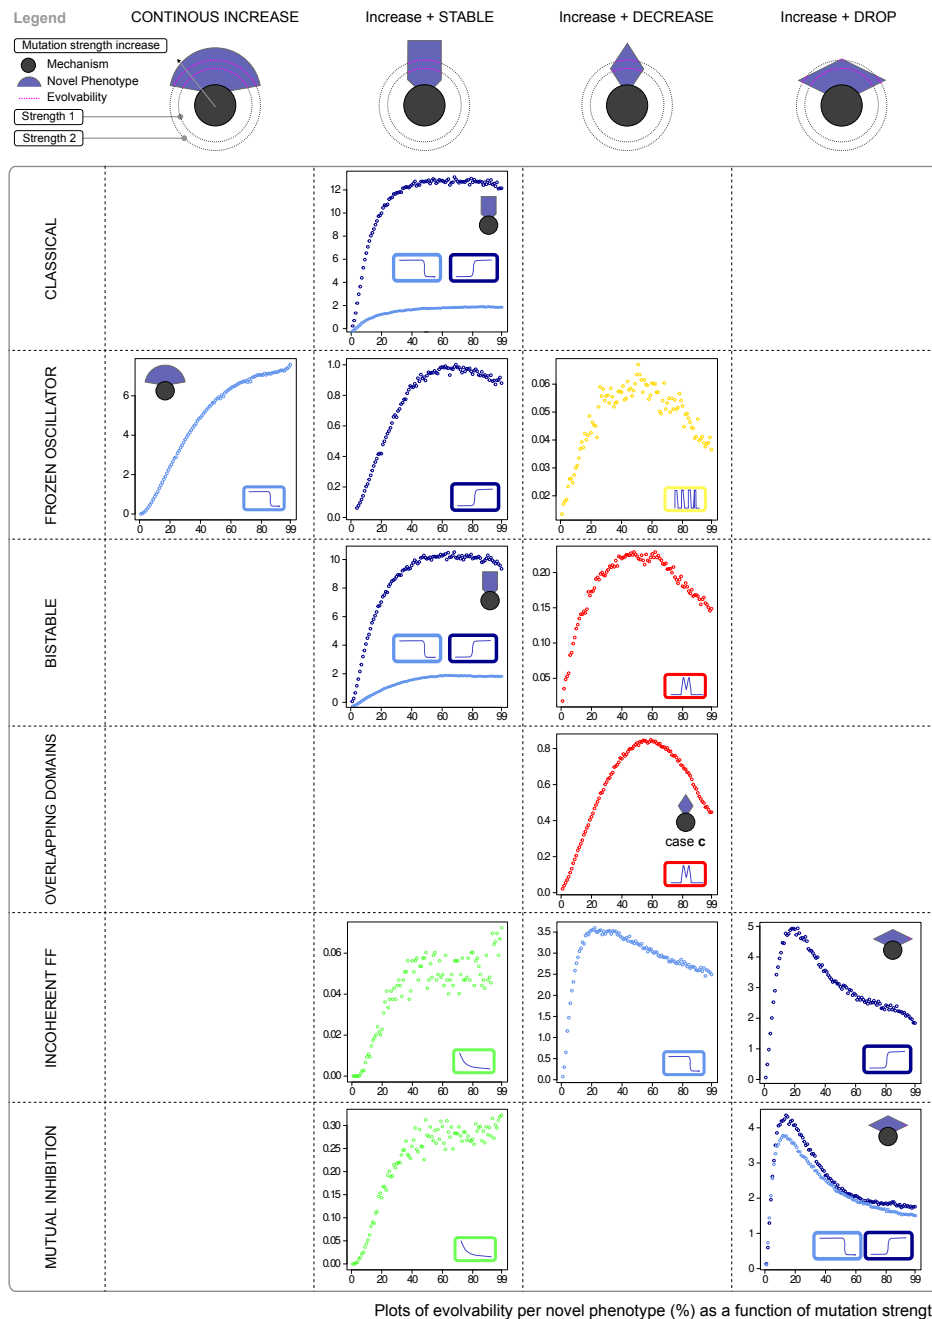 Legend
CONTINOUS INCREASE
Increase + STABLE
Increase + DECREASE
Increase + DROP
Mutation strength increase
Mechanism
Novel Phenotype
Evolvability
Strength 1
Strength 2
CLASSICAL
12
10
8
6
4
2
0
0 20 40 60 80 99
FROZEN OSCILLATOR
6
4
2
0
0 20 40 60 80 99
1.0
0.8
0.6
0.4
0.2
0.0
0 20 40 60 80 99
0.06
0.05
0.04
0.03
0.02
0 20 40 60 80 99
BISTABLE
10
8
6
4
2
0
0 20 40 60 80 99
0.20
0.15
0.05
0 20 40 60 80 99
OVERLAPPING DOMAINS
0.8
0.6
0.4
0.2
0.0
case c
0 20 40 60 80 99
INCOHERENT FF
0.06
0.04
0.02
0.00
0 20 40 60 80 99
3.5
3.0
2.5
2.0
1.5
1.0
0.5
0.0
0 20 40 60 80 99
5
4
3
2
1
0
0 20 40 60 80 99
MUTUAL INHIBITION
0.30
0.25
0.20
0.15
0.10
0.05
0.00
0 20 40 60 80 99
4
3
2
1
0
0 20 40 60 80 99
Plots of evolvability per novel phenotype (%) as a function of mutation strengt